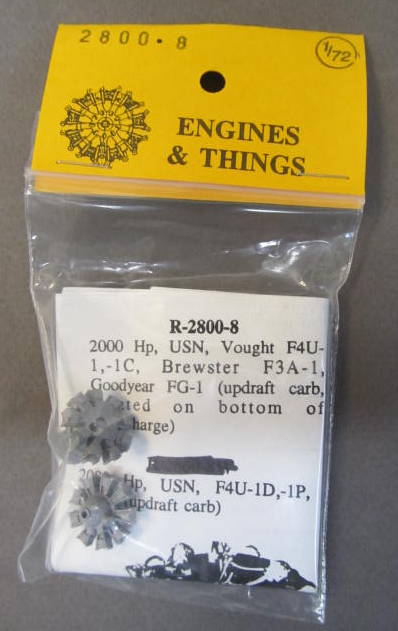 2800-8
1/72
ENGINES
& THINGS
R-2800-8
2000 Hp, USN, Vought F4U-
1,-1C, Brewster F3A-1,
Goodyear FG-1 (updraft carb,
on bottom of
Hp, USN, F4U-1D,-1P,
updraft carb)